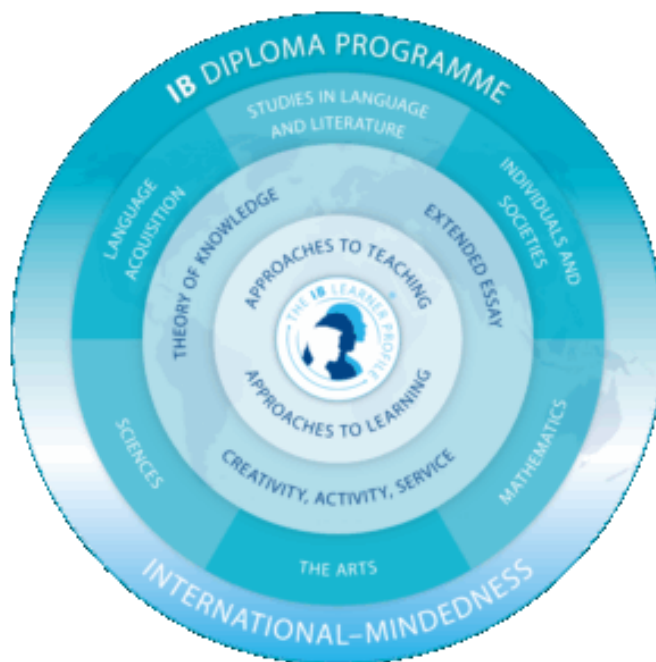 IB DIPLOMA PROGRAMME
STUDIES IN LANGUAGE
AND LITERATURE
LANGUAGE
ACQUISITION
INDIVIDUALS AND
SOCIETIES
THEORY OF KNOWLEDGE
EXTENDED ESSAY
APPROACHES TO TEACHING
THE IB LEARNER PROFILE
APPROACHES TO LEARNING
CREATIVITY, ACTIVITY, SERVICE
SCIENCES
MATHEMATICS
THE ARTS
INTERNATIONAL–MINDEDNESS